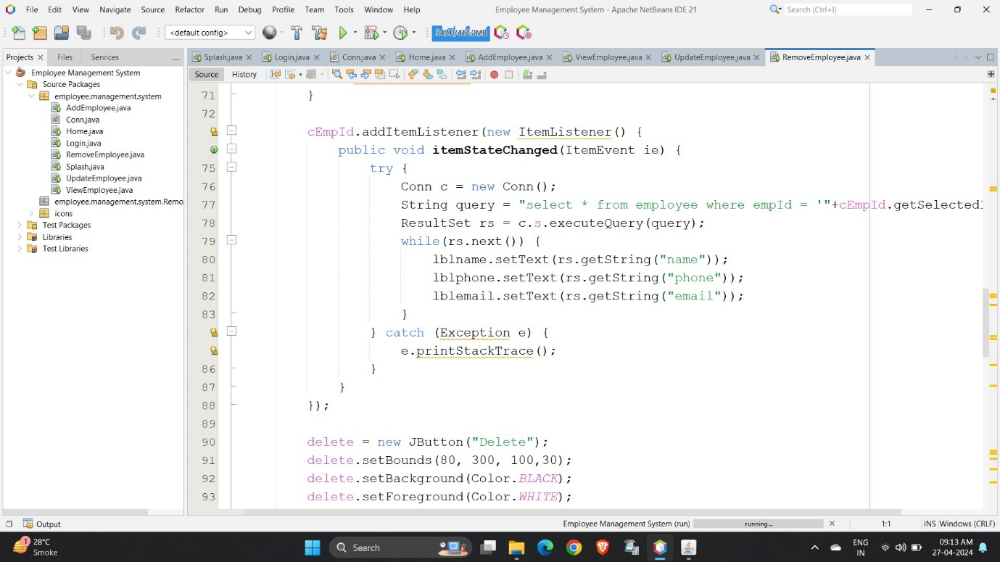 File Edit View Navigate Source Refactor Run Debug Profile Team Tools Window Help Employee Management System - Apache NetBeans IDE 21 Search (Ctrl+I)
<default config> 347.0/412.0MB
Projects Files Services Splash.java Login.java Conn.java Home.java AddEmployee.java ViewEmployee.java UpdateEmployee.java RemoveEmployee.java
Source History
Employee Management System
Source Packages
employee.management.system
AddEmployee.java
Conn.java
Home.java
Login.java
RemoveEmployee.java
Splash.java
UpdateEmployee.java
ViewEmployee.java
employee.management.system.Remo
icons
Test Packages
Libraries
Test Libraries
71 }
72
cEmpId.addItemListener(new ItemListener() {
public void itemStateChanged(ItemEvent ie) {
75 try {
76 Conn c = new Conn();
77 String query = "select * from employee where empId = '"+cEmpId.getSelected
78 ResultSet rs = c.s.executeQuery(query);
79 while(rs.next()) {
80 lblname.setText(rs.getString("name"));
81 lblphone.setText(rs.getString("phone"));
82 lblemail.setText(rs.getString("email"));
83 }
} catch (Exception e) {
e.printStackTrace();
86 }
87 }
88 });
89
90 delete = new JButton("Delete");
91 delete.setBounds(80, 300, 100,30);
92 delete.setBackground(Color.BLACK);
93 delete.setForeground(Color.WHITE);
Output Employee Management System (run) running... 1:1 INS Windows (CRLF)
1 28°C
Smoke
Search
ENG
IN
09:13 AM
27-04-2024